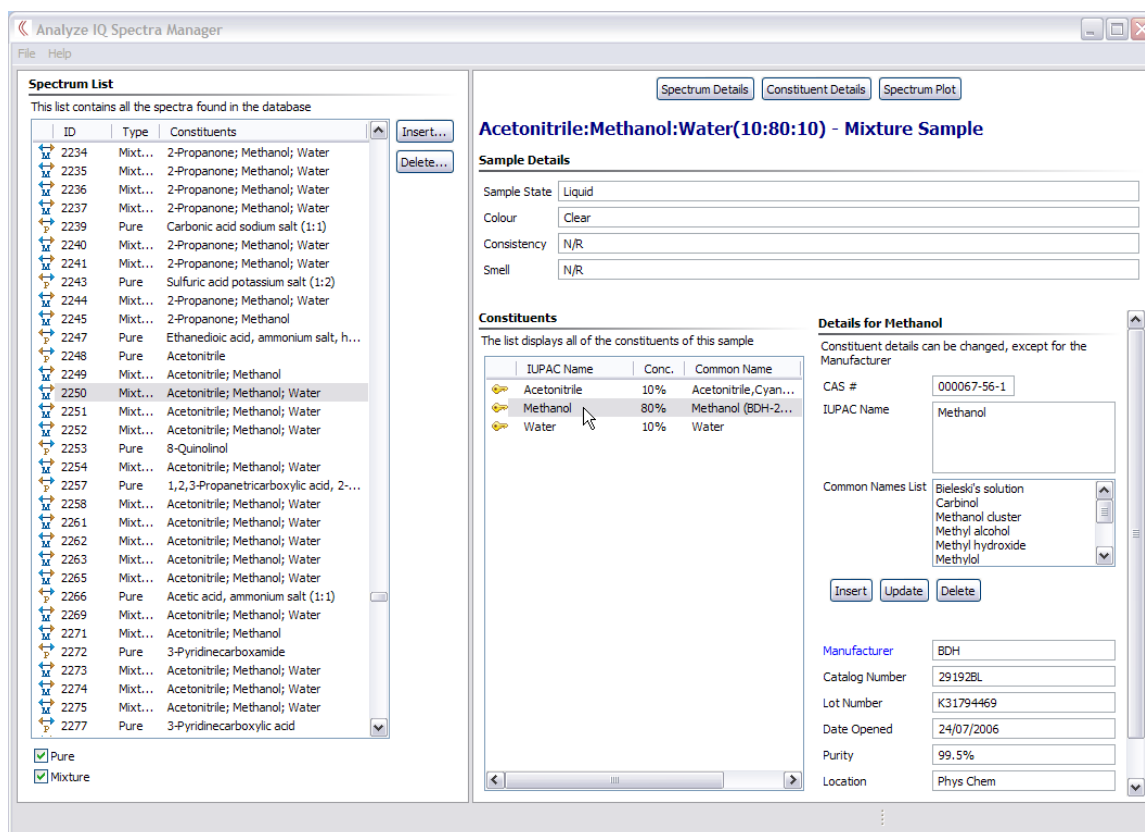 Analyze IQ Spectra Manager
File Help
Spectrum List
This list contains all the spectra found in the database
ID Type Constituents
M 2234 Mixt... 2-Propanone; Methanol; Water
M 2235 Mixt... 2-Propanone; Methanol; Water
M 2236 Mixt... 2-Propanone; Methanol; Water
M 2237 Mixt... 2-Propanone; Methanol; Water
P 2239 Pure Carbonic acid sodium salt (1:1)
M 2240 Mixt... 2-Propanone; Methanol; Water
M 2241 Mixt... 2-Propanone; Methanol; Water
P 2243 Pure Sulfuric acid potassium salt (1:2)
M 2244 Mixt... 2-Propanone; Methanol; Water
M 2245 Mixt... 2-Propanone; Methanol
P 2247 Pure Ethanedioic acid, ammonium salt, h...
P 2248 Pure Acetonitrile
M 2249 Mixt... Acetonitrile; Methanol
M 2250 Mixt... Acetonitrile; Methanol; Water
M 2251 Mixt... Acetonitrile; Methanol; Water
M 2252 Mixt... Acetonitrile; Methanol; Water
P 2253 Pure 8-Quinolinol
M 2254 Mixt... Acetonitrile; Methanol; Water
P 2257 Pure 1,2,3-Propanetricarboxylic acid, 2-...
M 2258 Mixt... Acetonitrile; Methanol; Water
M 2261 Mixt... Acetonitrile; Methanol; Water
M 2262 Mixt... Acetonitrile; Methanol; Water
M 2263 Mixt... Acetonitrile; Methanol; Water
M 2265 Mixt... Acetonitrile; Methanol; Water
P 2266 Pure Acetic acid, ammonium salt (1:1)
M 2269 Mixt... Acetonitrile; Methanol; Water
M 2271 Mixt... Acetonitrile; Methanol
P 2272 Pure 3-Pyridinecarboxamide
M 2273 Mixt... Acetonitrile; Methanol; Water
M 2274 Mixt... Acetonitrile; Methanol; Water
M 2275 Mixt... Acetonitrile; Methanol; Water
P 2277 Pure 3-Pyridinecarboxylic acid
Insert...
Delete...
Pure
Mixture
Spectrum Details Constituent Details Spectrum Plot
Acetonitrile:Methanol:Water(10:80:10) - Mixture Sample
Sample Details
Sample State Liquid
Colour Clear
Consistency N/R
Smell N/R
Constituents
The list displays all of the constituents of this sample
IUPAC Name Conc. Common Name
Acetonitrile 10% Acetonitrile,Cyan...
Methanol 80% Methanol (BDH-2...
Water 10% Water
Details for Methanol
Constituent details can be changed, except for the
Manufacturer
CAS # 000067-56-1
IUPAC Name Methanol
Common Names List Bieleski's solution
Carbinol
Methanol cluster
Methyl alcohol
Methyl hydroxide
Methylol
Insert Update Delete
Manufacturer BDH
Catalog Number 29192BL
Lot Number K31794469
Date Opened 24/07/2006
Purity 99.5%
Location Phys Chem